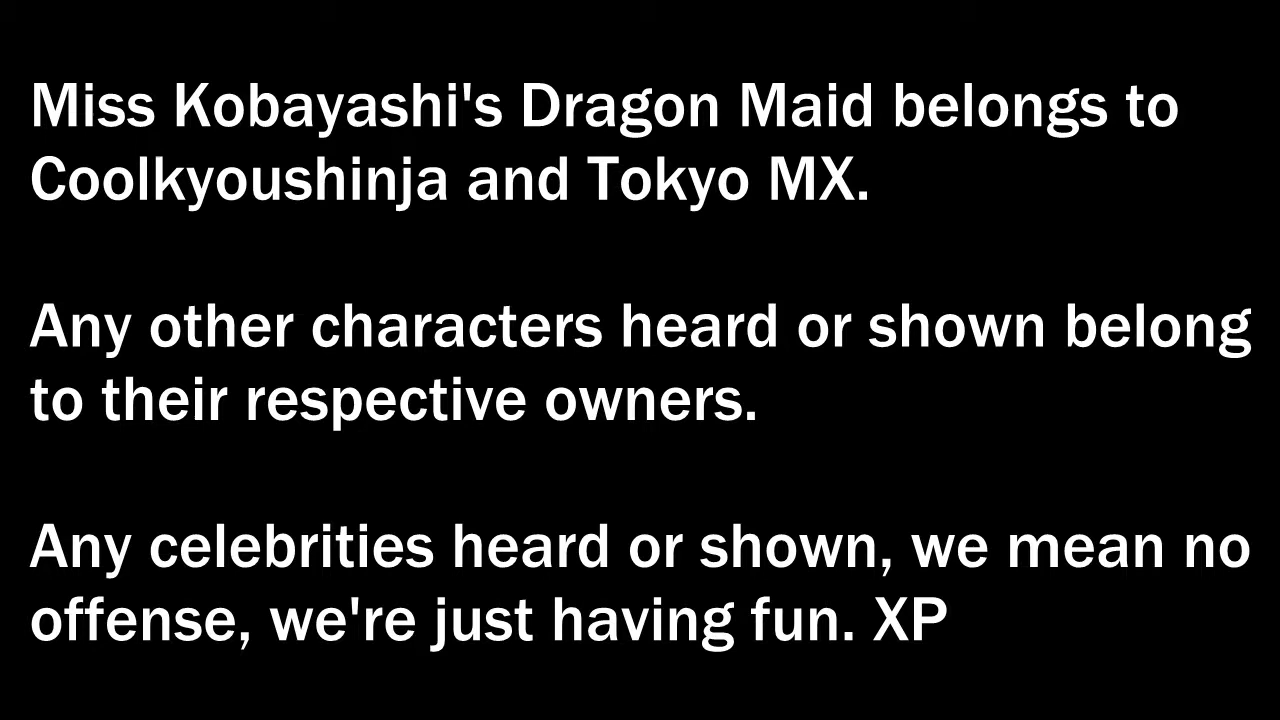 Miss Kobayashi's Dragon Maid belongs to
Coolkyoushinja and Tokyo MX.
Any other characters heard or shown belong
to their respective owners.
Any celebrities heard or shown, we mean no
offense, we're just having fun. XP